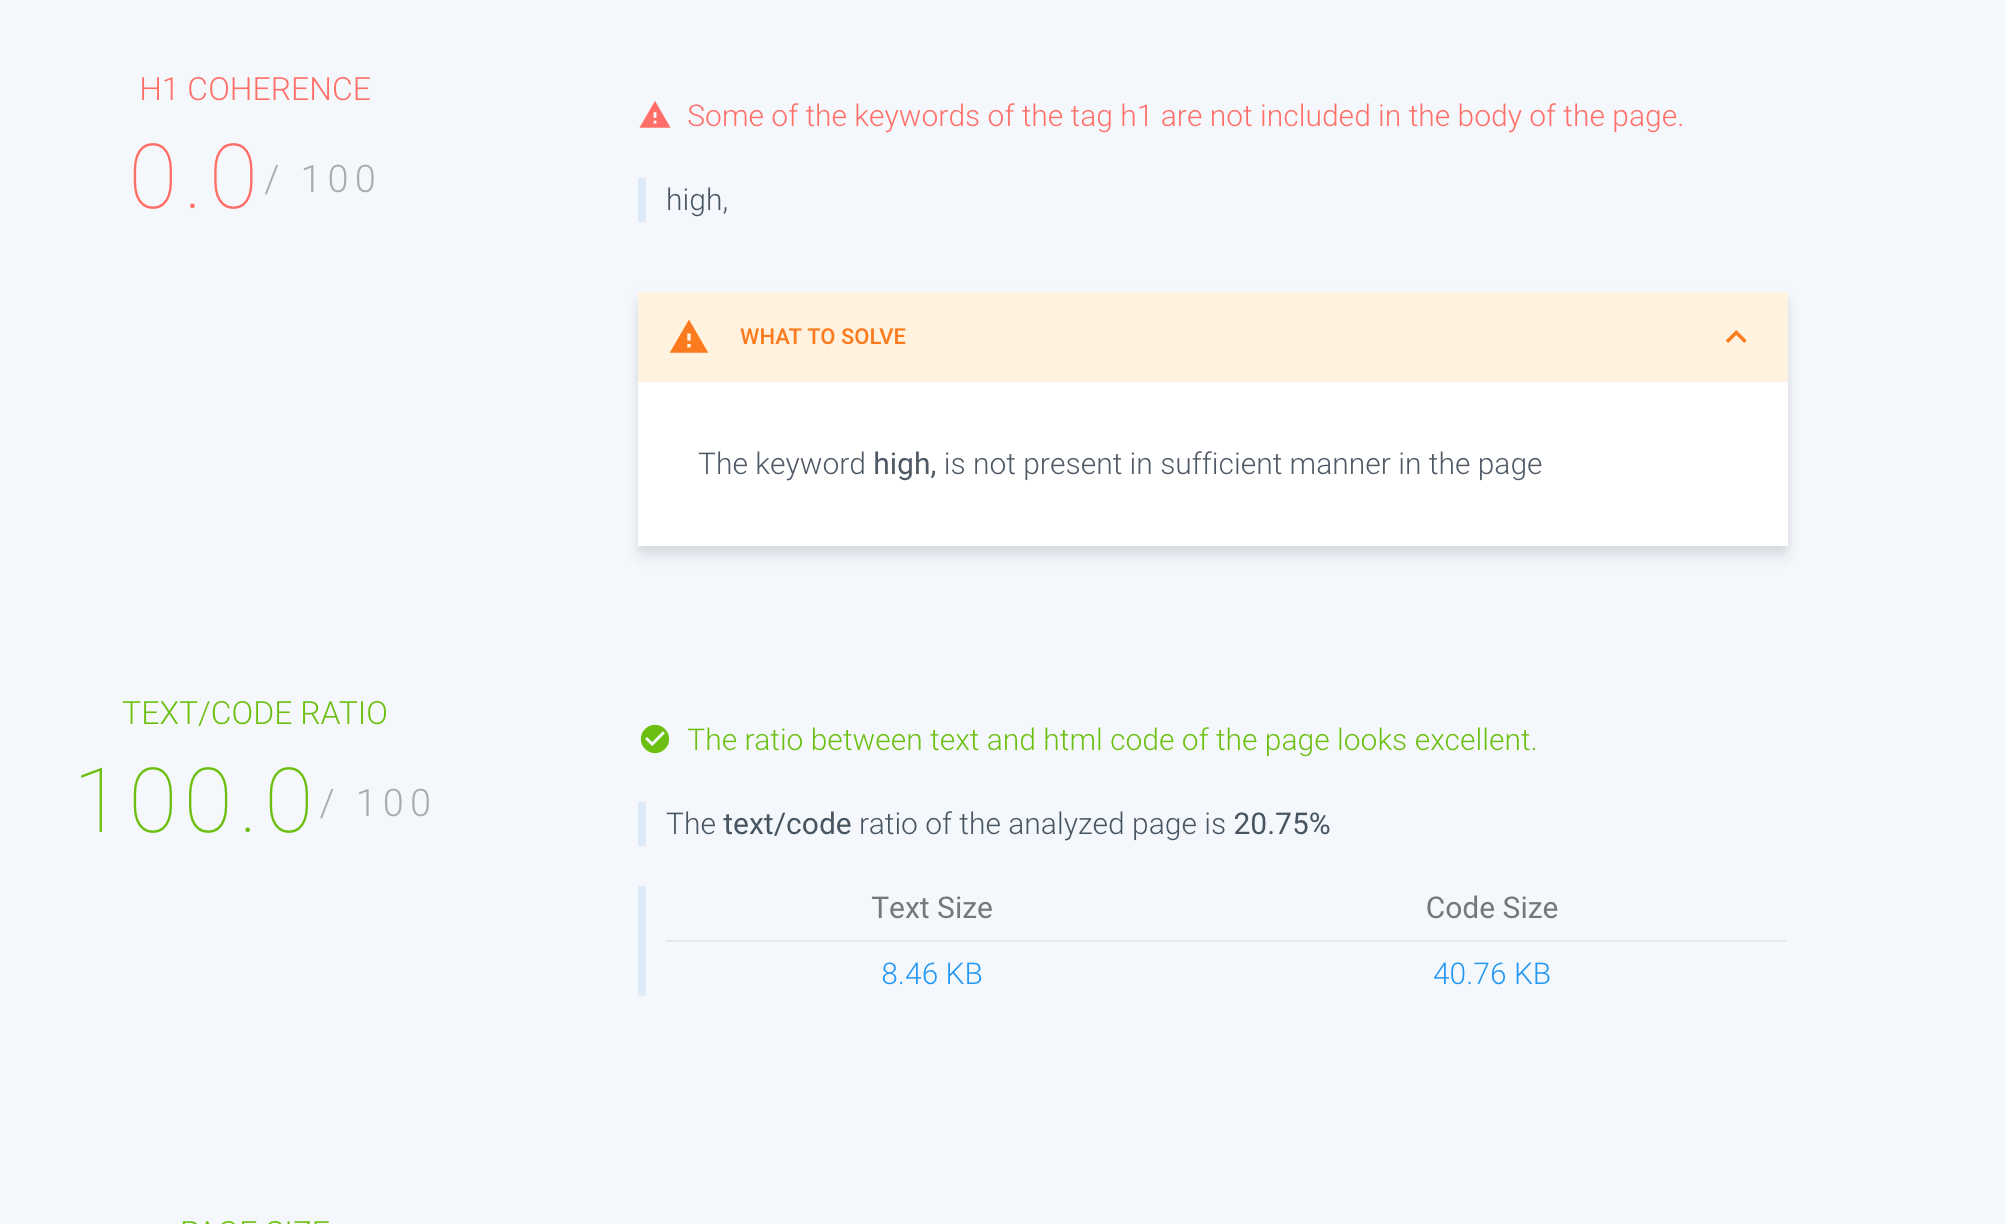 H1 COHERENCE
0.0 / 100
Some of the keywords of the tag h1 are not included in the body of the page.
high,
WHAT TO SOLVE
The keyword high, is not present in sufficient manner in the page
TEXT/CODE RATIO
100.0 / 100
The ratio between text and html code of the page looks excellent.
The text/code ratio of the analyzed page is 20.75%
Text Size Code Size
8.46 KB 40.76 KB
PAGE SIZE